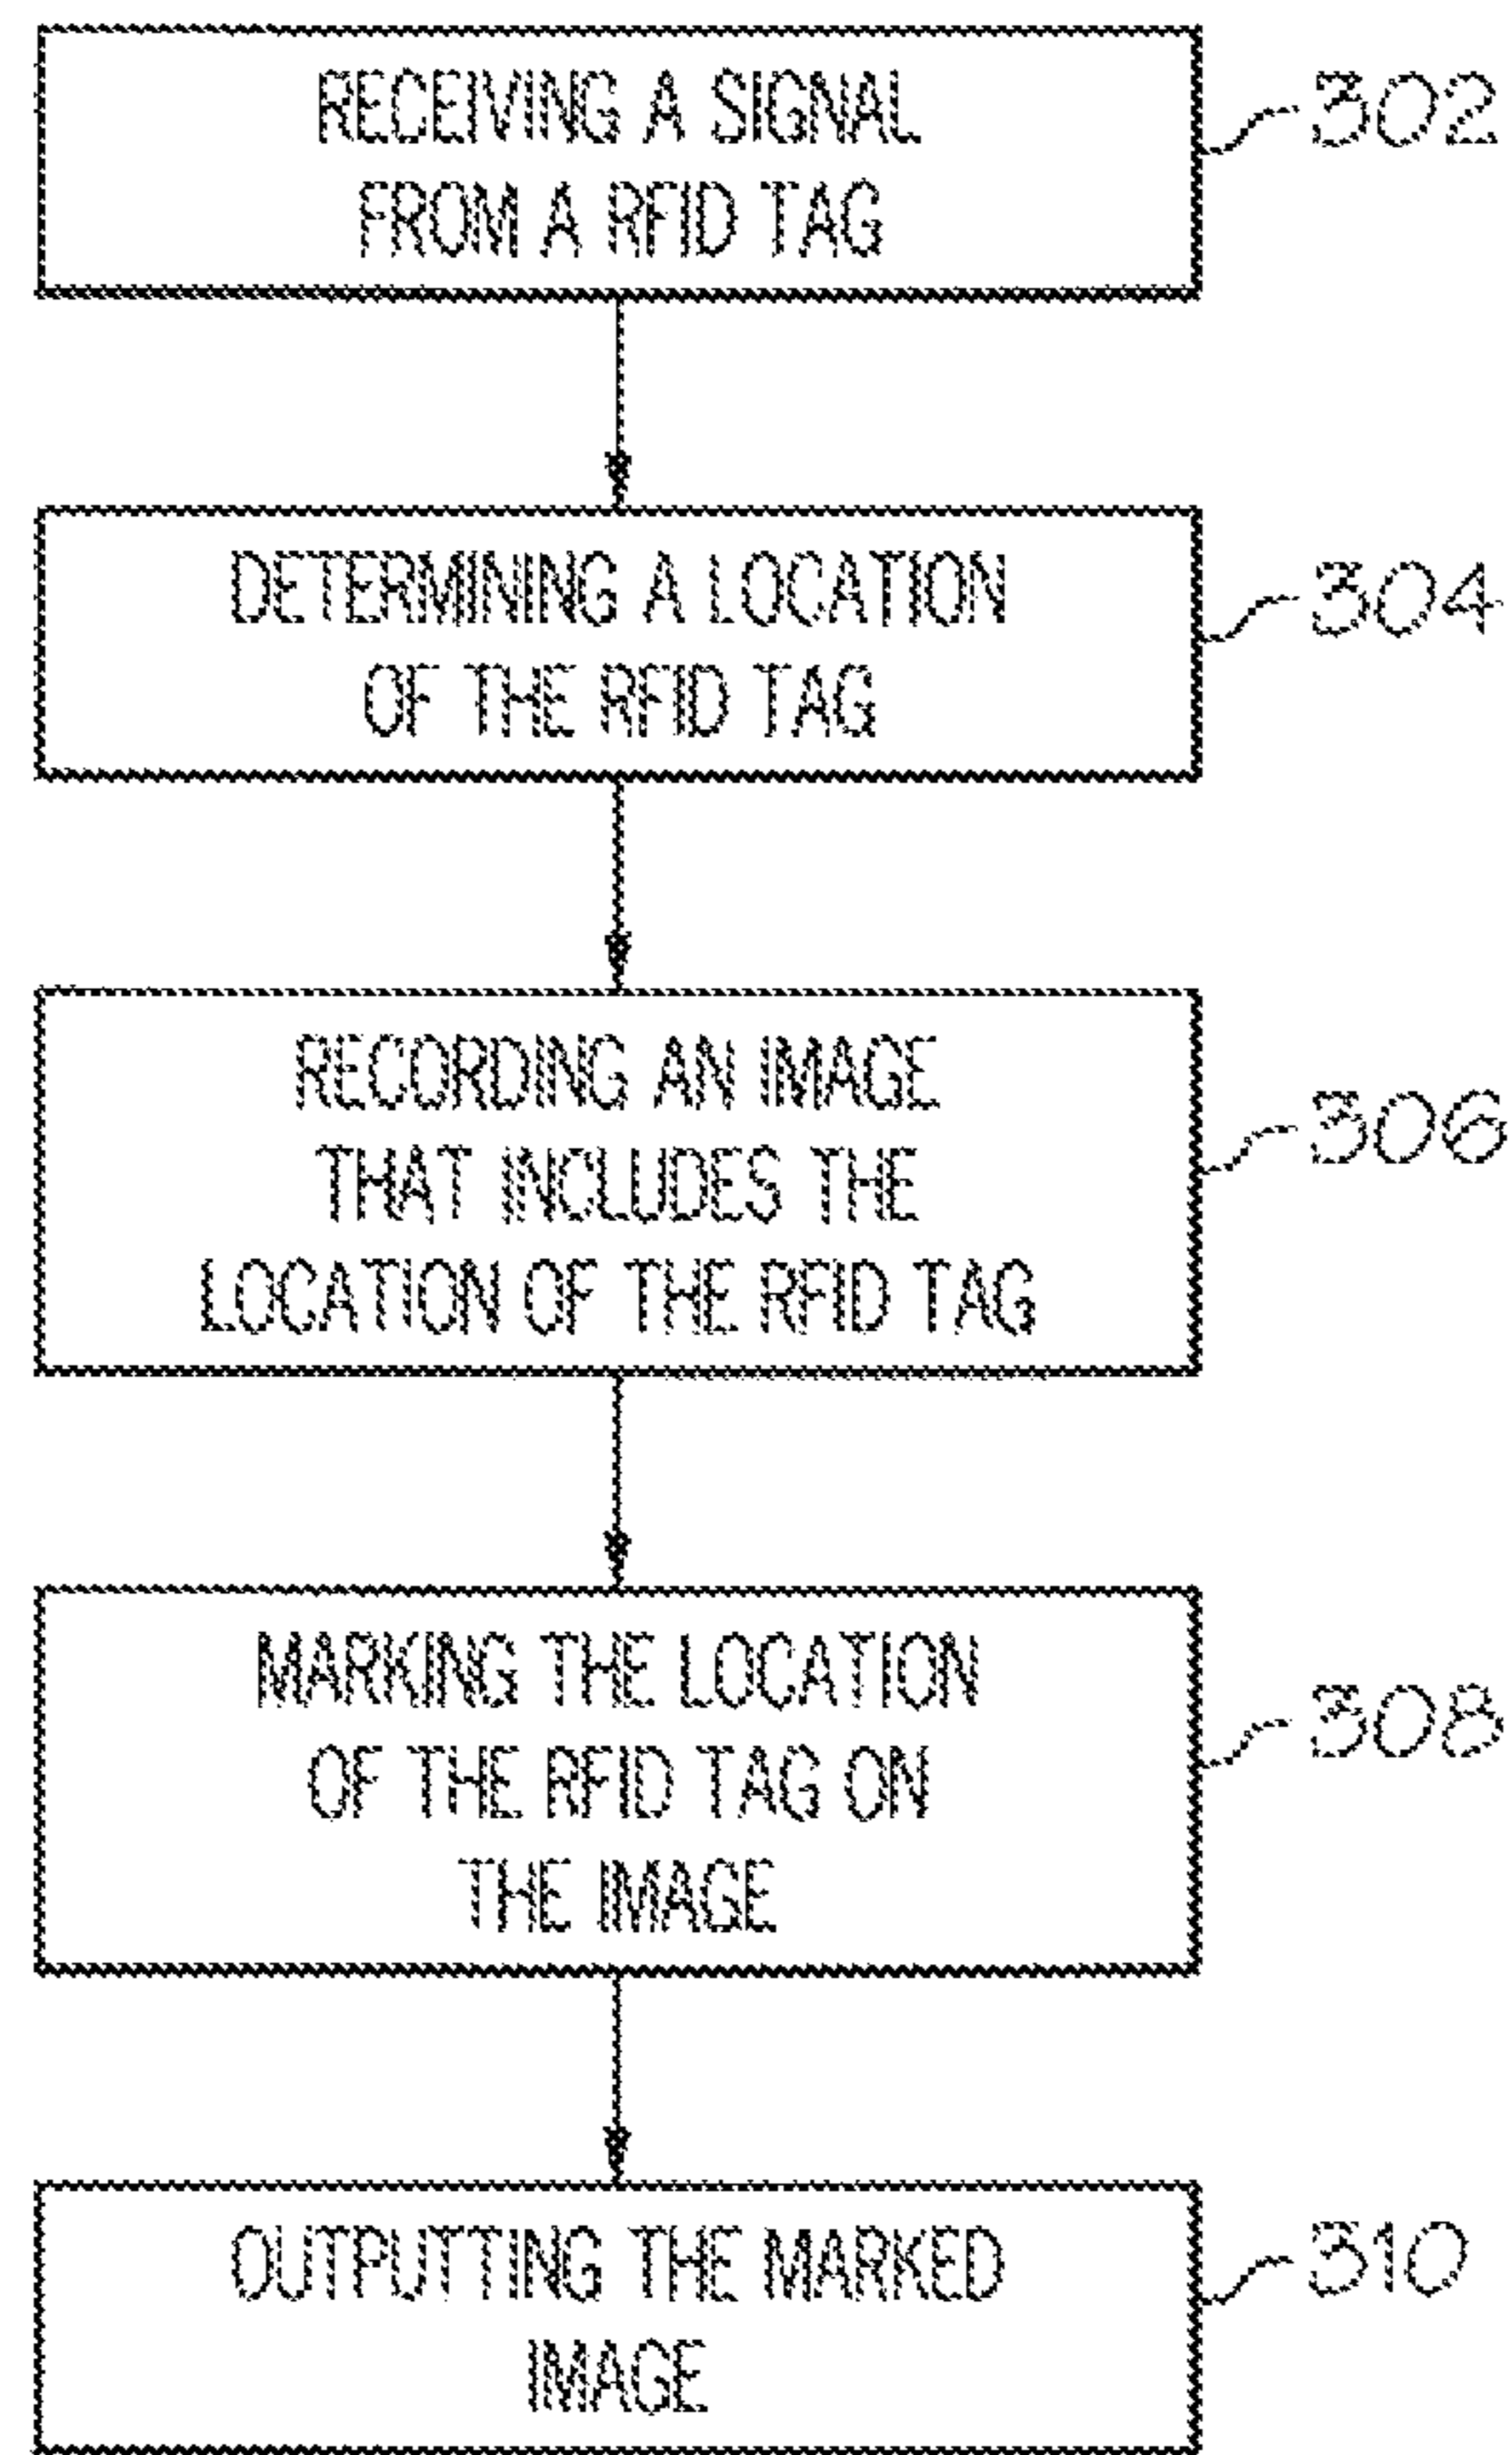 RECEIVING A SIGNAL
FROM A RFID TAG
302
DETERMINING A LOCATION
OF THE RFID TAG
304
RECORDING AN IMAGE
THAT INCLUDES THE
LOCATION OF THE RFID TAG
306
MARKING THE LOCATION
OF THE RFID TAG ON
THE IMAGE
308
OUTPUTTING THE MARKED
IMAGE
310